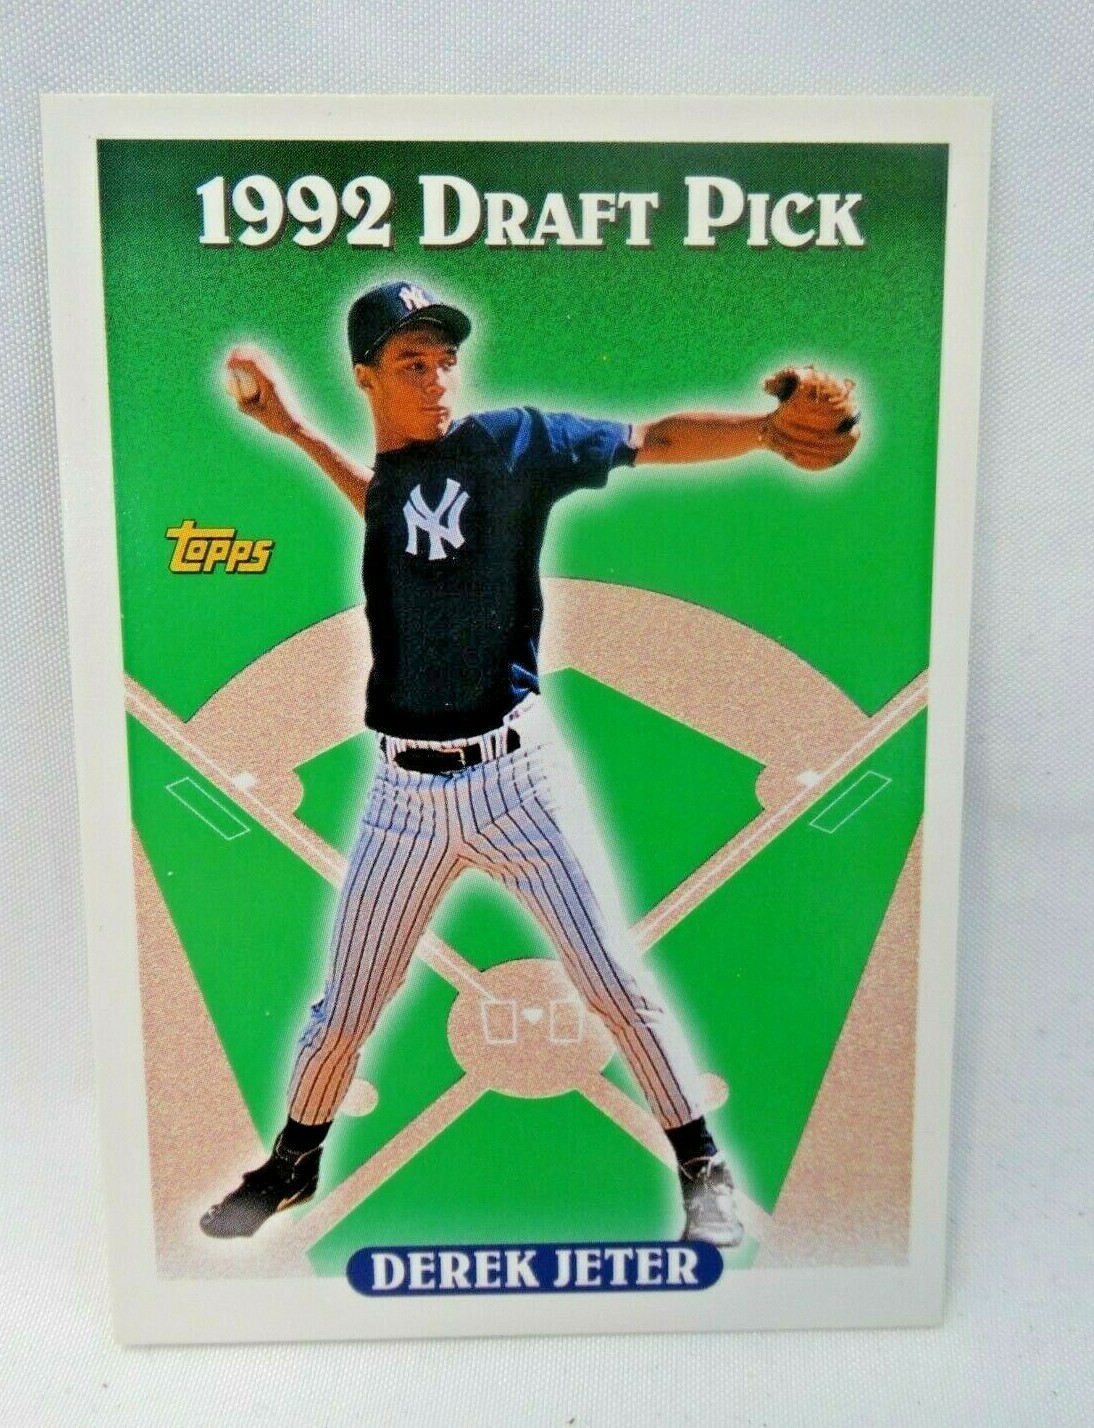 1992 DRAFT PICK
NY
topps
NY
DEREK JETER